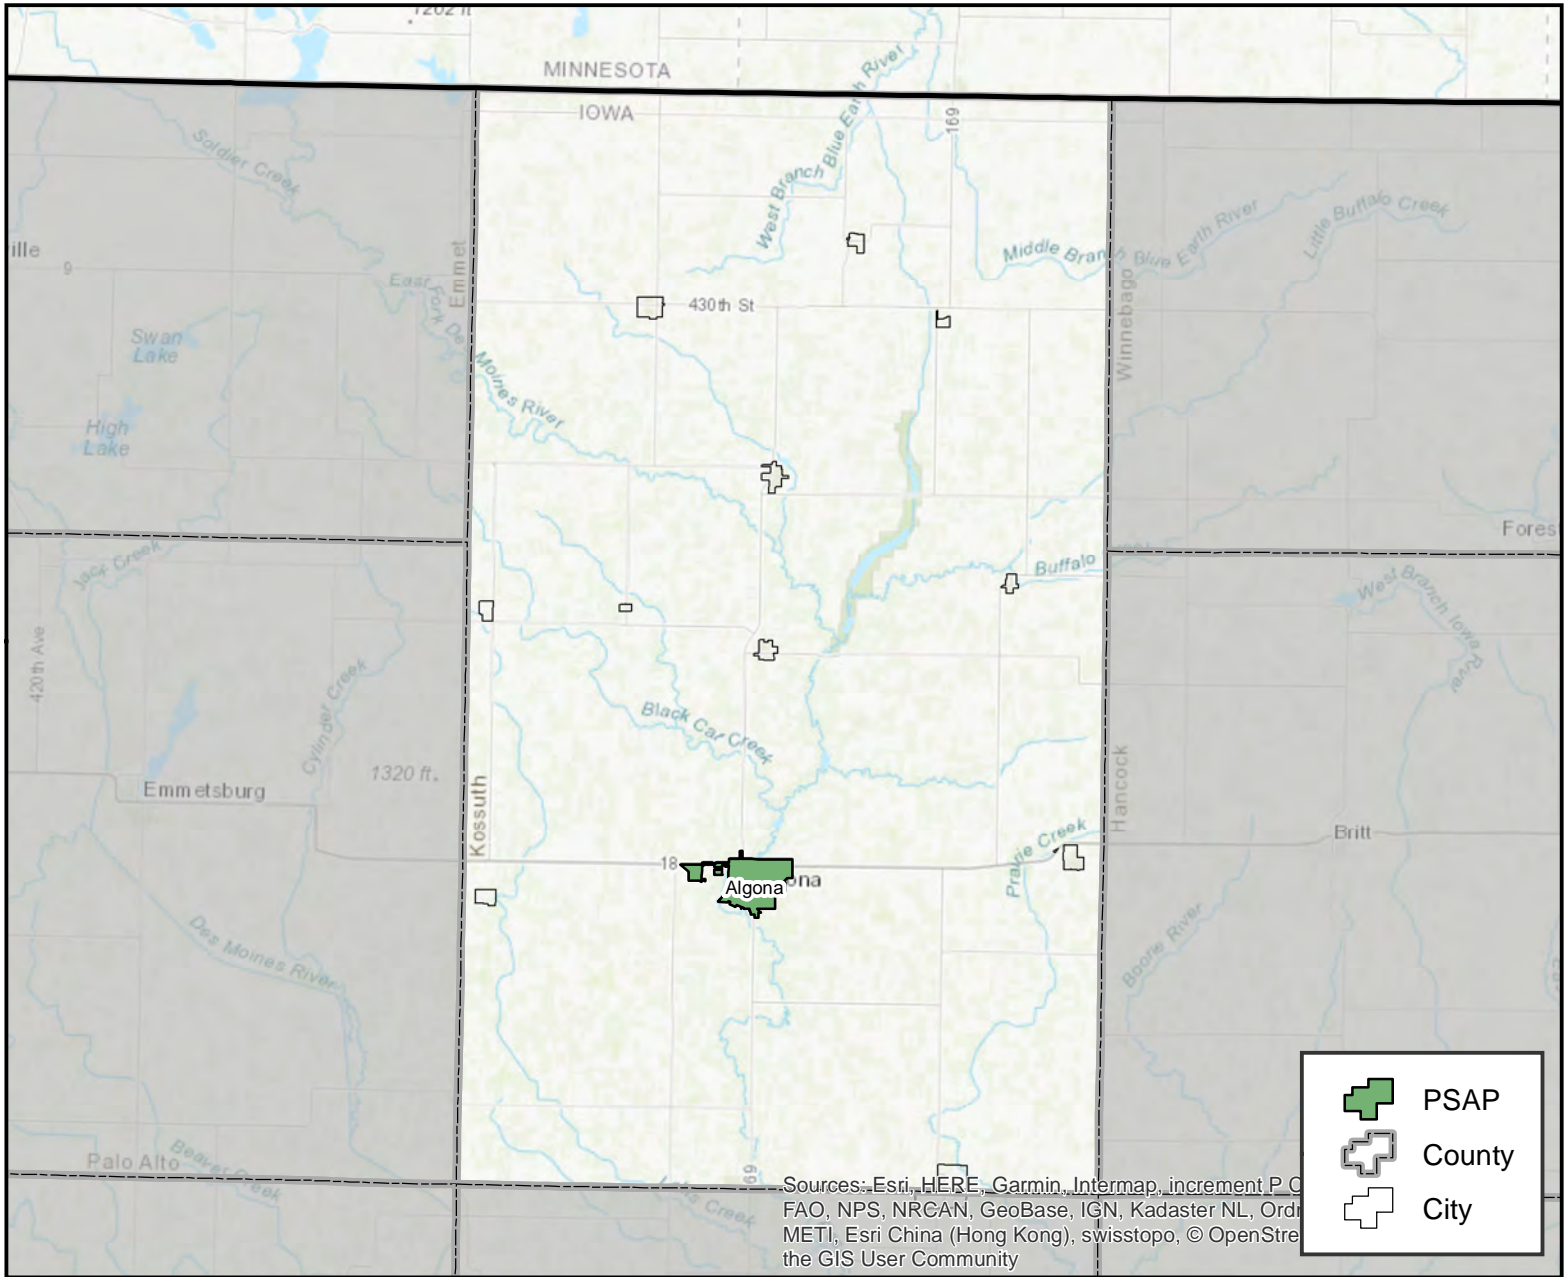 1202 ft
MINNESOTA
IOWA
West Branch Blue Earth River
169
Soldier Creek
ille
9
Emmet
East Fork Des
Moines River
Middle Branch Blue Earth River
Little Buffalo Creek
Winnebago
430th St
Swan
Lake
High
Lake
Fores
Jack Creek
Buffalo
West Branch Iowa River
420th Ave
Cylinder Creek
Black Cat Creek
1320 ft.
Emmetsburg
Kossuth
Hancock
Britt
Prairie Creek
18
Algona
ona
Des Moines River
Boone River
Palo Alto
Beaver Creek
Lotts Creek
69
PSAP
County
City
Sources: Esri, HERE, Garmin, Intermap, increment P C
FAO, NPS, NRCAN, GeoBase, IGN, Kadaster NL, Ordn
METI, Esri China (Hong Kong), swisstopo, © OpenStre
the GIS User Community